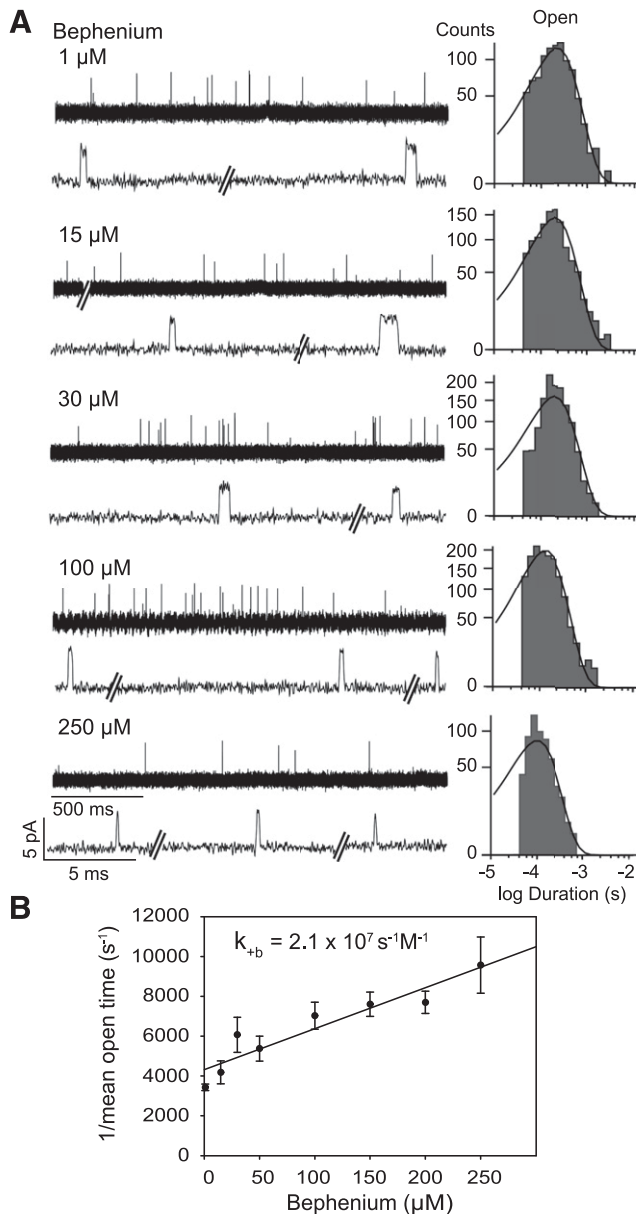 A
Bephenium
Counts
Open
1 µM
100
50
0
15 µM
150
100
50
0
30 µM
200
150
100
50
0
100 µM
200
150
100
50
0
250 µM
100
50
0
500 ms
5 pA
5 ms
-5 -4 -3 -2
log Duration (s)
B
12000
10000
8000
6000
4000
2000
0
1/mean open time (s⁻¹)
k₊b = 2.1 x 10⁷ s⁻¹M⁻¹
0 50 100 150 200 250
Bephenium (µM)